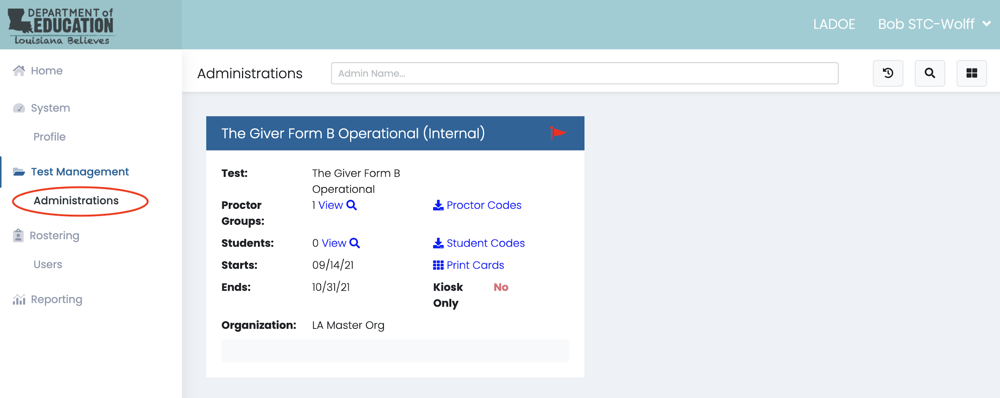 DEPARTMENT of
EDUCATION
Louisiana Believes
LADOE
Bob STC-Wolff
Home
System
Profile
Test Management
Administrations
Rostering
Users
Reporting
Administrations
Admin Name...
The Giver Form B Operational (Internal)
Test: The Giver Form B
Operational
Proctor 1 View Proctor Codes
Groups:
Students: 0 View Student Codes
Starts: 09/14/21 Print Cards
Ends: 10/31/21 Kiosk No
Only
Organization: LA Master Org